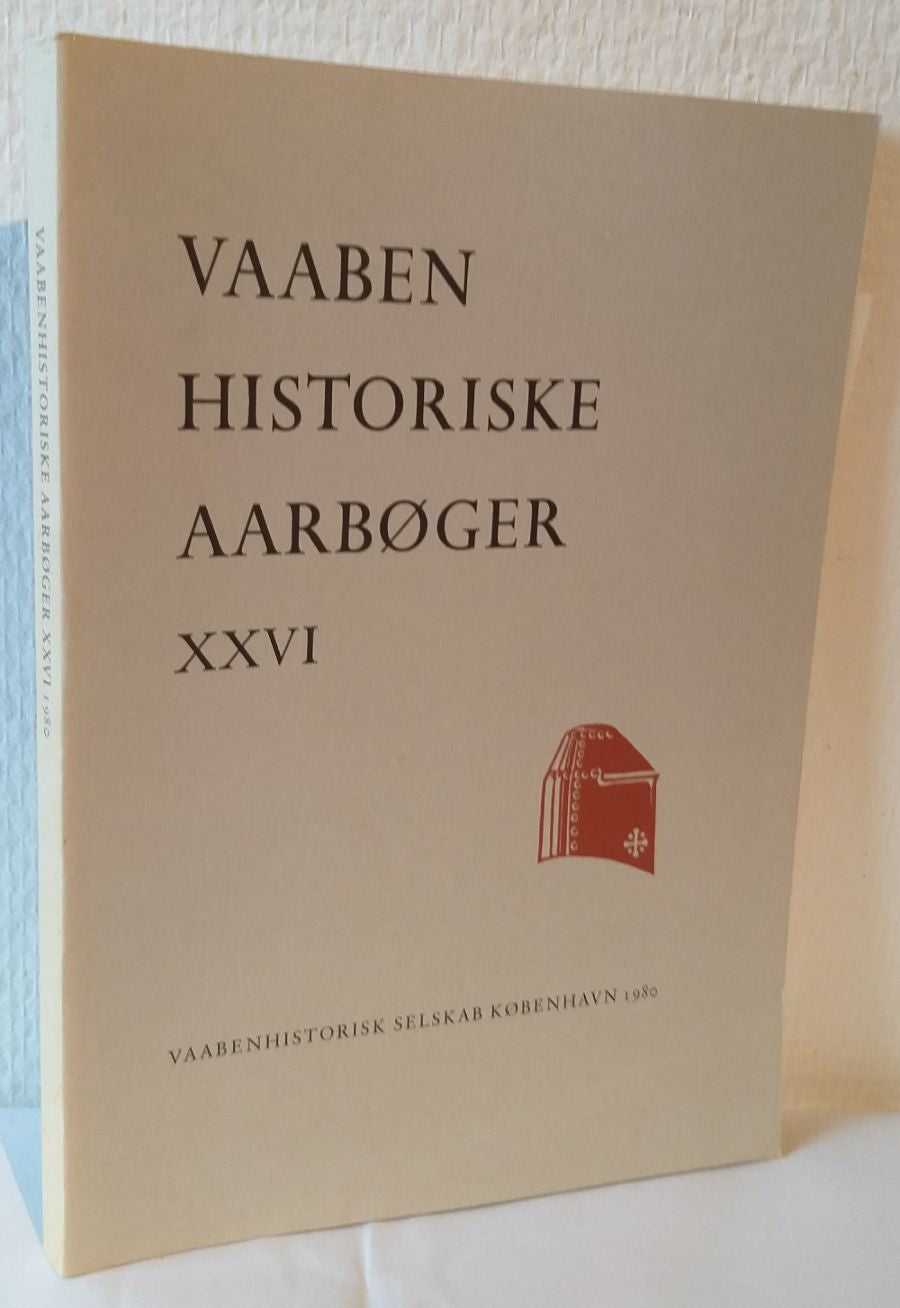 VAABEN
HISTORISKE
AARBØGER
XXVI
VAABENHISTORISK SELSKAB KØBENHAVN 1980
VAABENHISTORISKE AARBØGER XXVI 1980